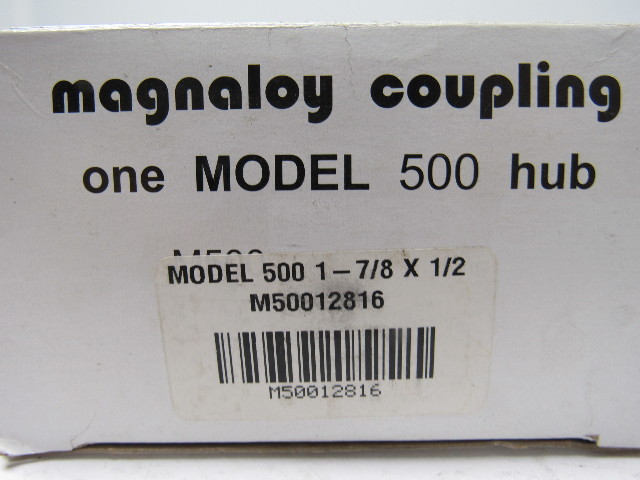 magnaloy coupling
one MODEL 500 hub
MODEL 500 1-7/8 X 1/2
M50012816
M50012816